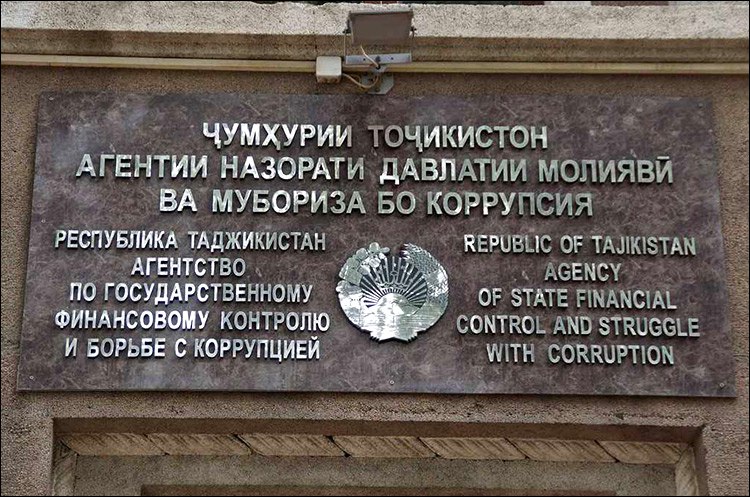 ҶУМҲУРИИ ТОҶИКИСТОН
АГЕНТИИ НАЗОРАТИ ДАВЛАТИИ МОЛИЯВӢ
ВА МУБОРИЗА БО КОРРУПСИЯ
РЕСПУБЛИКА ТАДЖИКИСТАН
АГЕНТСТВО
ПО ГОСУДАРСТВЕННОМУ
ФИНАНСОВОМУ КОНТРОЛЮ
И БОРЬБЕ С КОРРУПЦИЕЙ
REPUBLIC OF TAJIKISTAN
AGENCY
OF STATE FINANCIAL
CONTROL AND STRUGGLE
WITH CORRUPTION